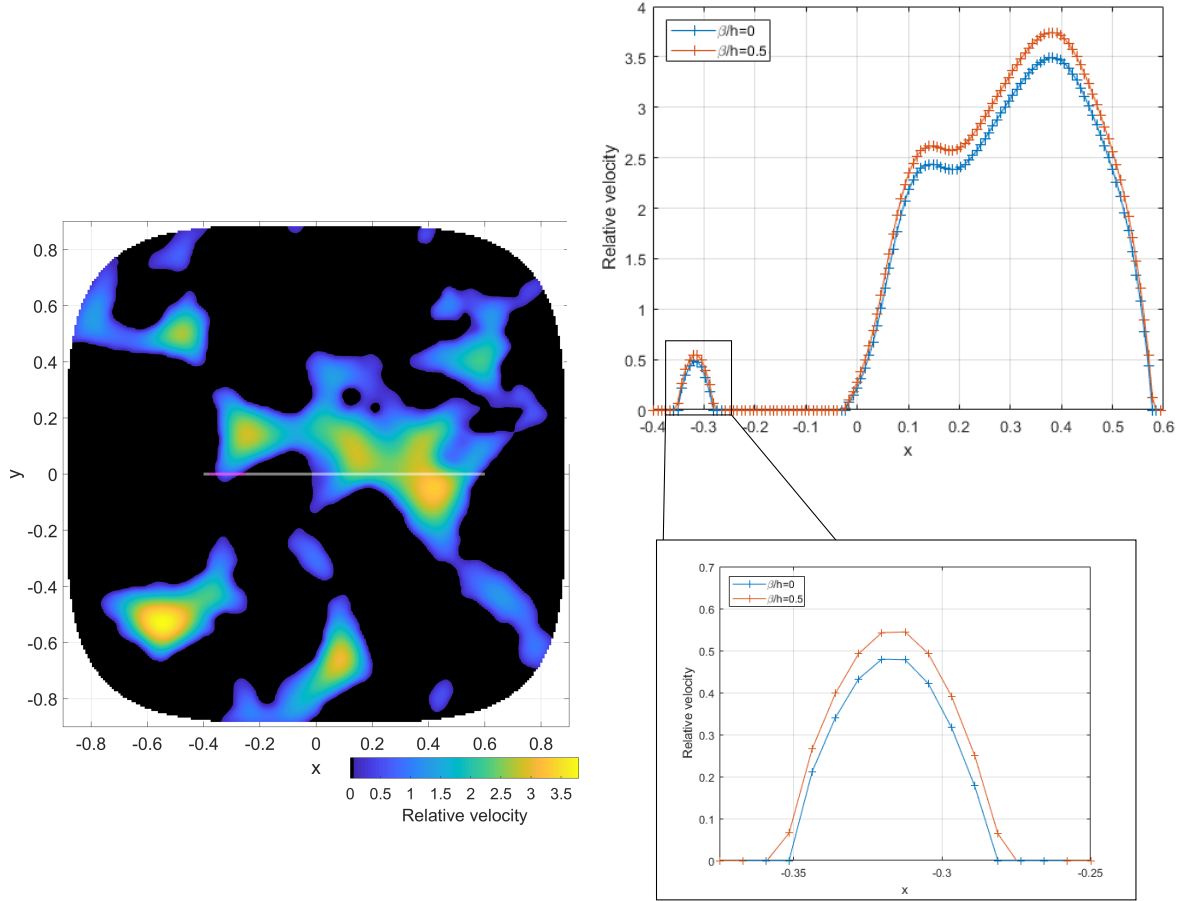 0.8
0.6
0.4
0.2
0
-0.2
-0.4
-0.6
-0.8
y
-0.8 -0.6 -0.4 -0.2 0 0.2 0.4 0.6 0.8
x
0 0.5 1 1.5 2 2.5 3 3.5
Relative velocity
4
3.5
3
2.5
2
1.5
1
0.5
0
Relative velocity
β/h=0
β/h=0.5
-0.4 -0.3 -0.2 -0.1 0 0.1 0.2 0.3 0.4 0.5 0.6
x
0.7
0.6
0.5
0.4
0.3
0.2
0.1
0
Relative velocity
β/h=0
β/h=0.5
-0.35 -0.3 -0.25
x